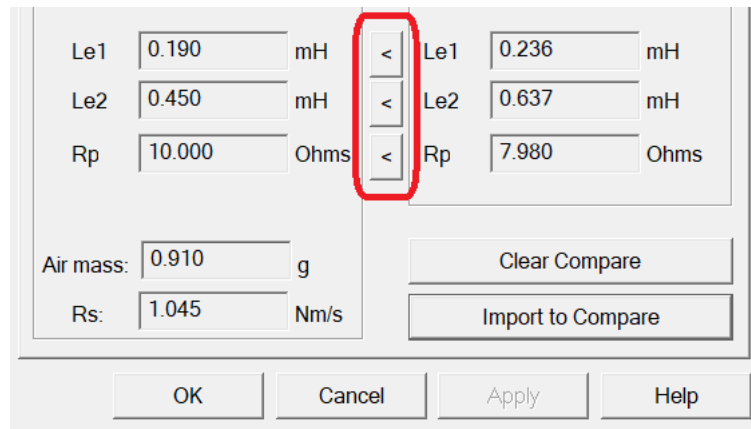 Le1 0.190 mH < Le1 0.236 mH
Le2 0.450 mH < Le2 0.637 mH
Rp 10.000 Ohms < Rp 7.980 Ohms
Air mass: 0.910 g Clear Compare
Rs: 1.045 Nm/s Import to Compare
OK Cancel Apply Help